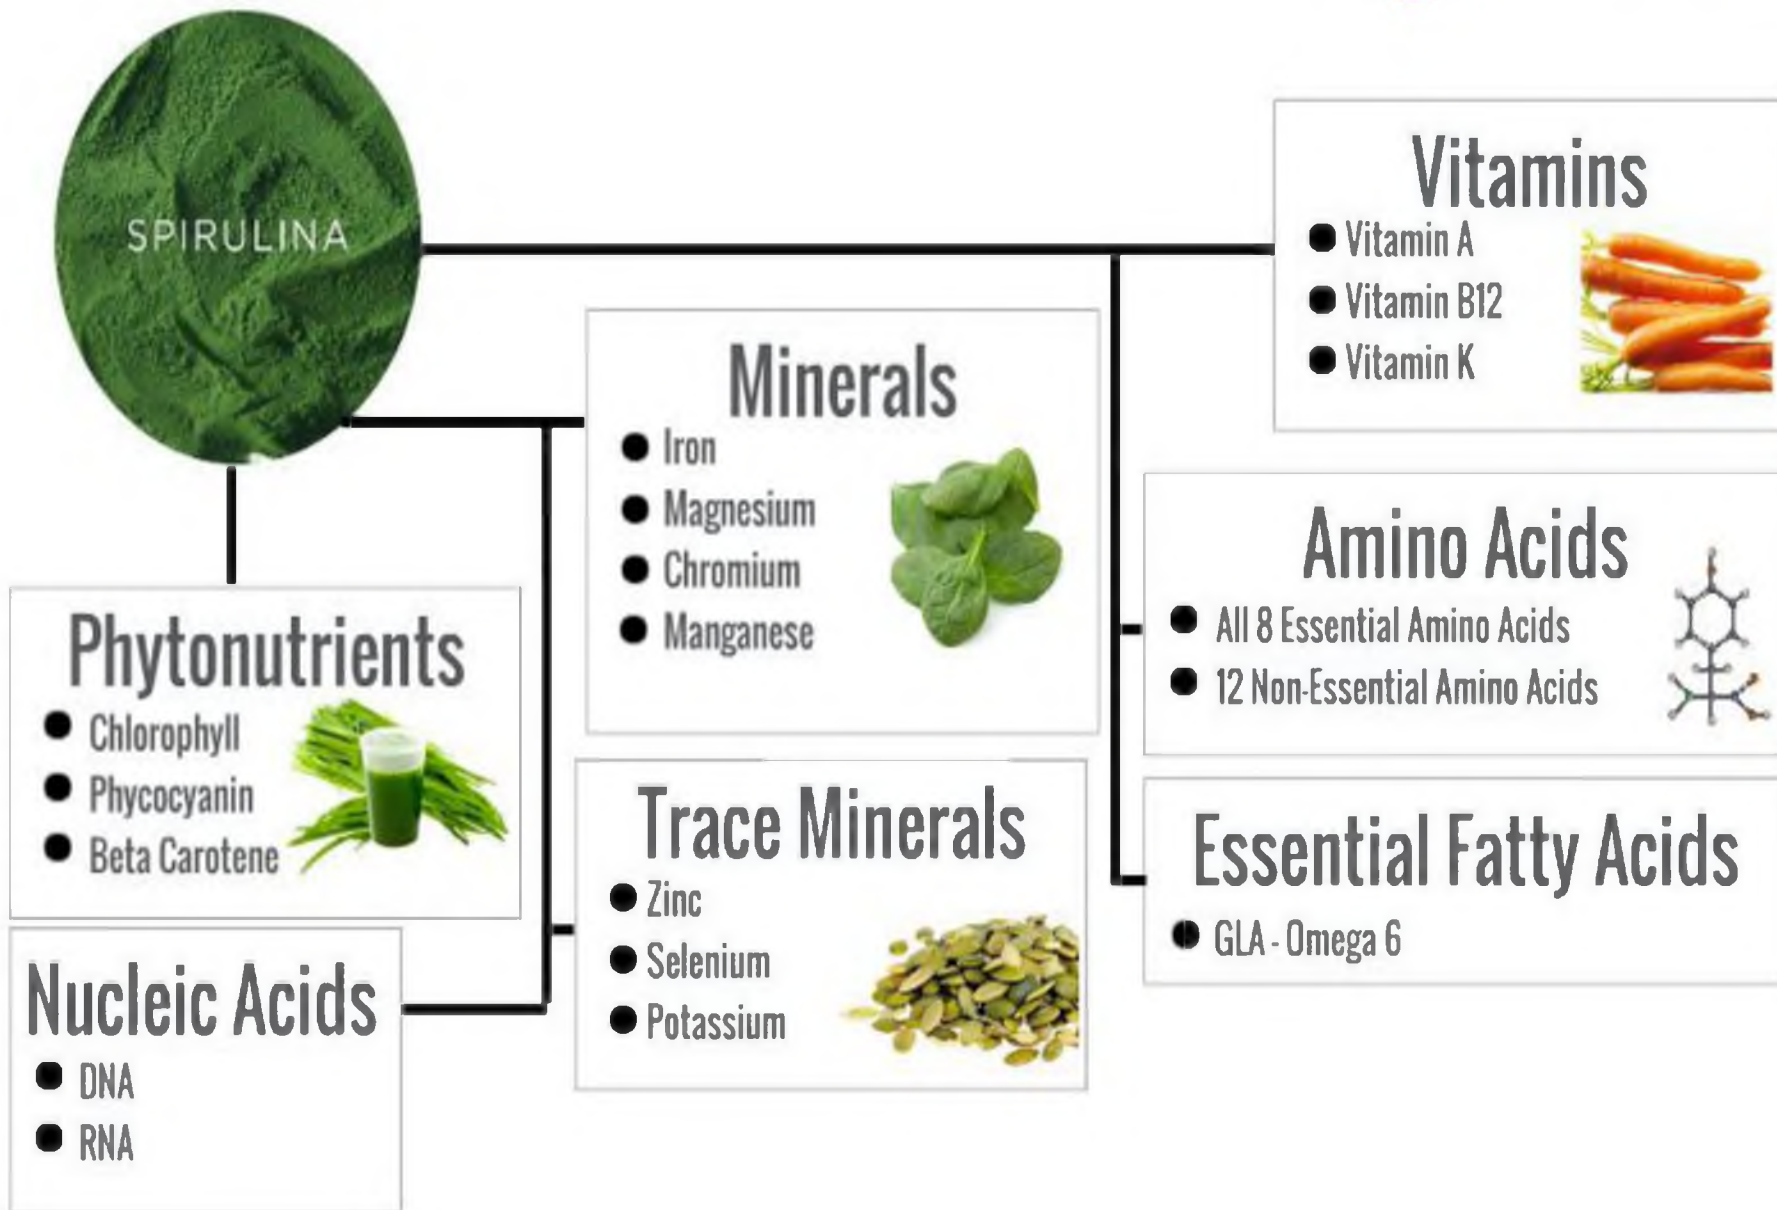 SPIRULINA
Vitamins
Vitamin A
Vitamin B12
Vitamin K
Minerals
Iron
Magnesium
Chromium
Manganese
Amino Acids
All 8 Essential Amino Acids
12 Non-Essential Amino Acids
Phytonutrients
Chlorophyll
Phycocyanin
Beta Carotene
Trace Minerals
Zinc
Selenium
Potassium
Essential Fatty Acids
GLA - Omega 6
Nucleic Acids
DNA
RNA